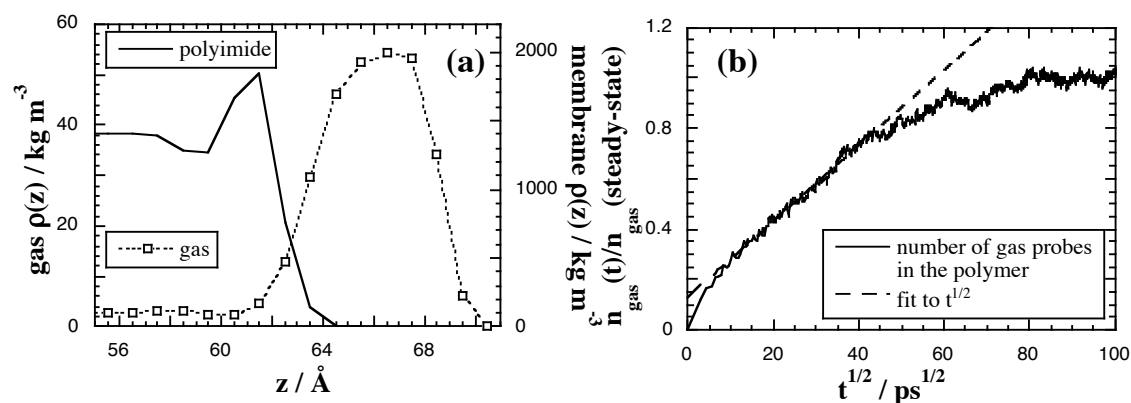 60
40
20
0
gas ρ(z) / kg m⁻³
polyimide
gas
(a)
2000
1000
0
membrane ρ(z) / kg m⁻³
56
60
64
68
z / Å
n_gas(t)/n_gas (steady-state)
1.2
0.8
0.4
0
(b)
number of gas probes
in the polymer
fit to t^1/2
0
20
40
60
80
100
t^1/2 / ps^1/2